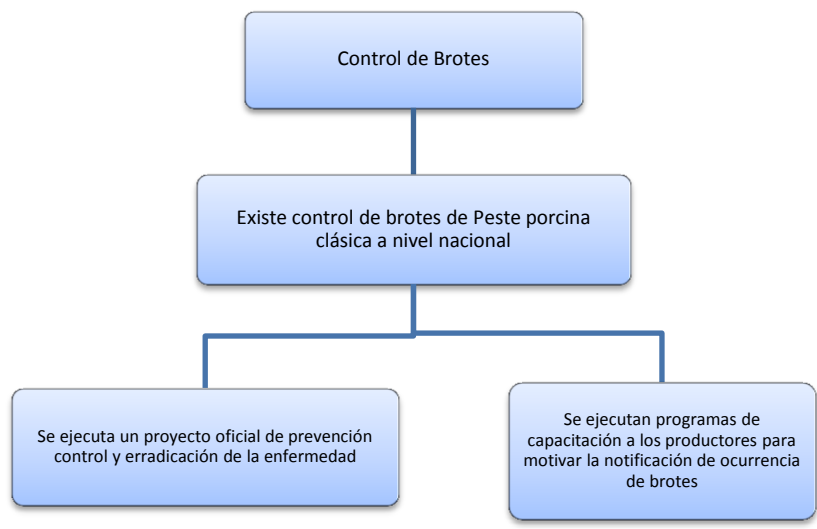 Control de Brotes
Existe control de brotes de Peste porcina
clásica a nivel nacional
Se ejecuta un proyecto oficial de prevención
control y erradicación de la enfermedad
Se ejecutan programas de
capacitación a los productores para
motivar la notificación de ocurrencia
de brotes